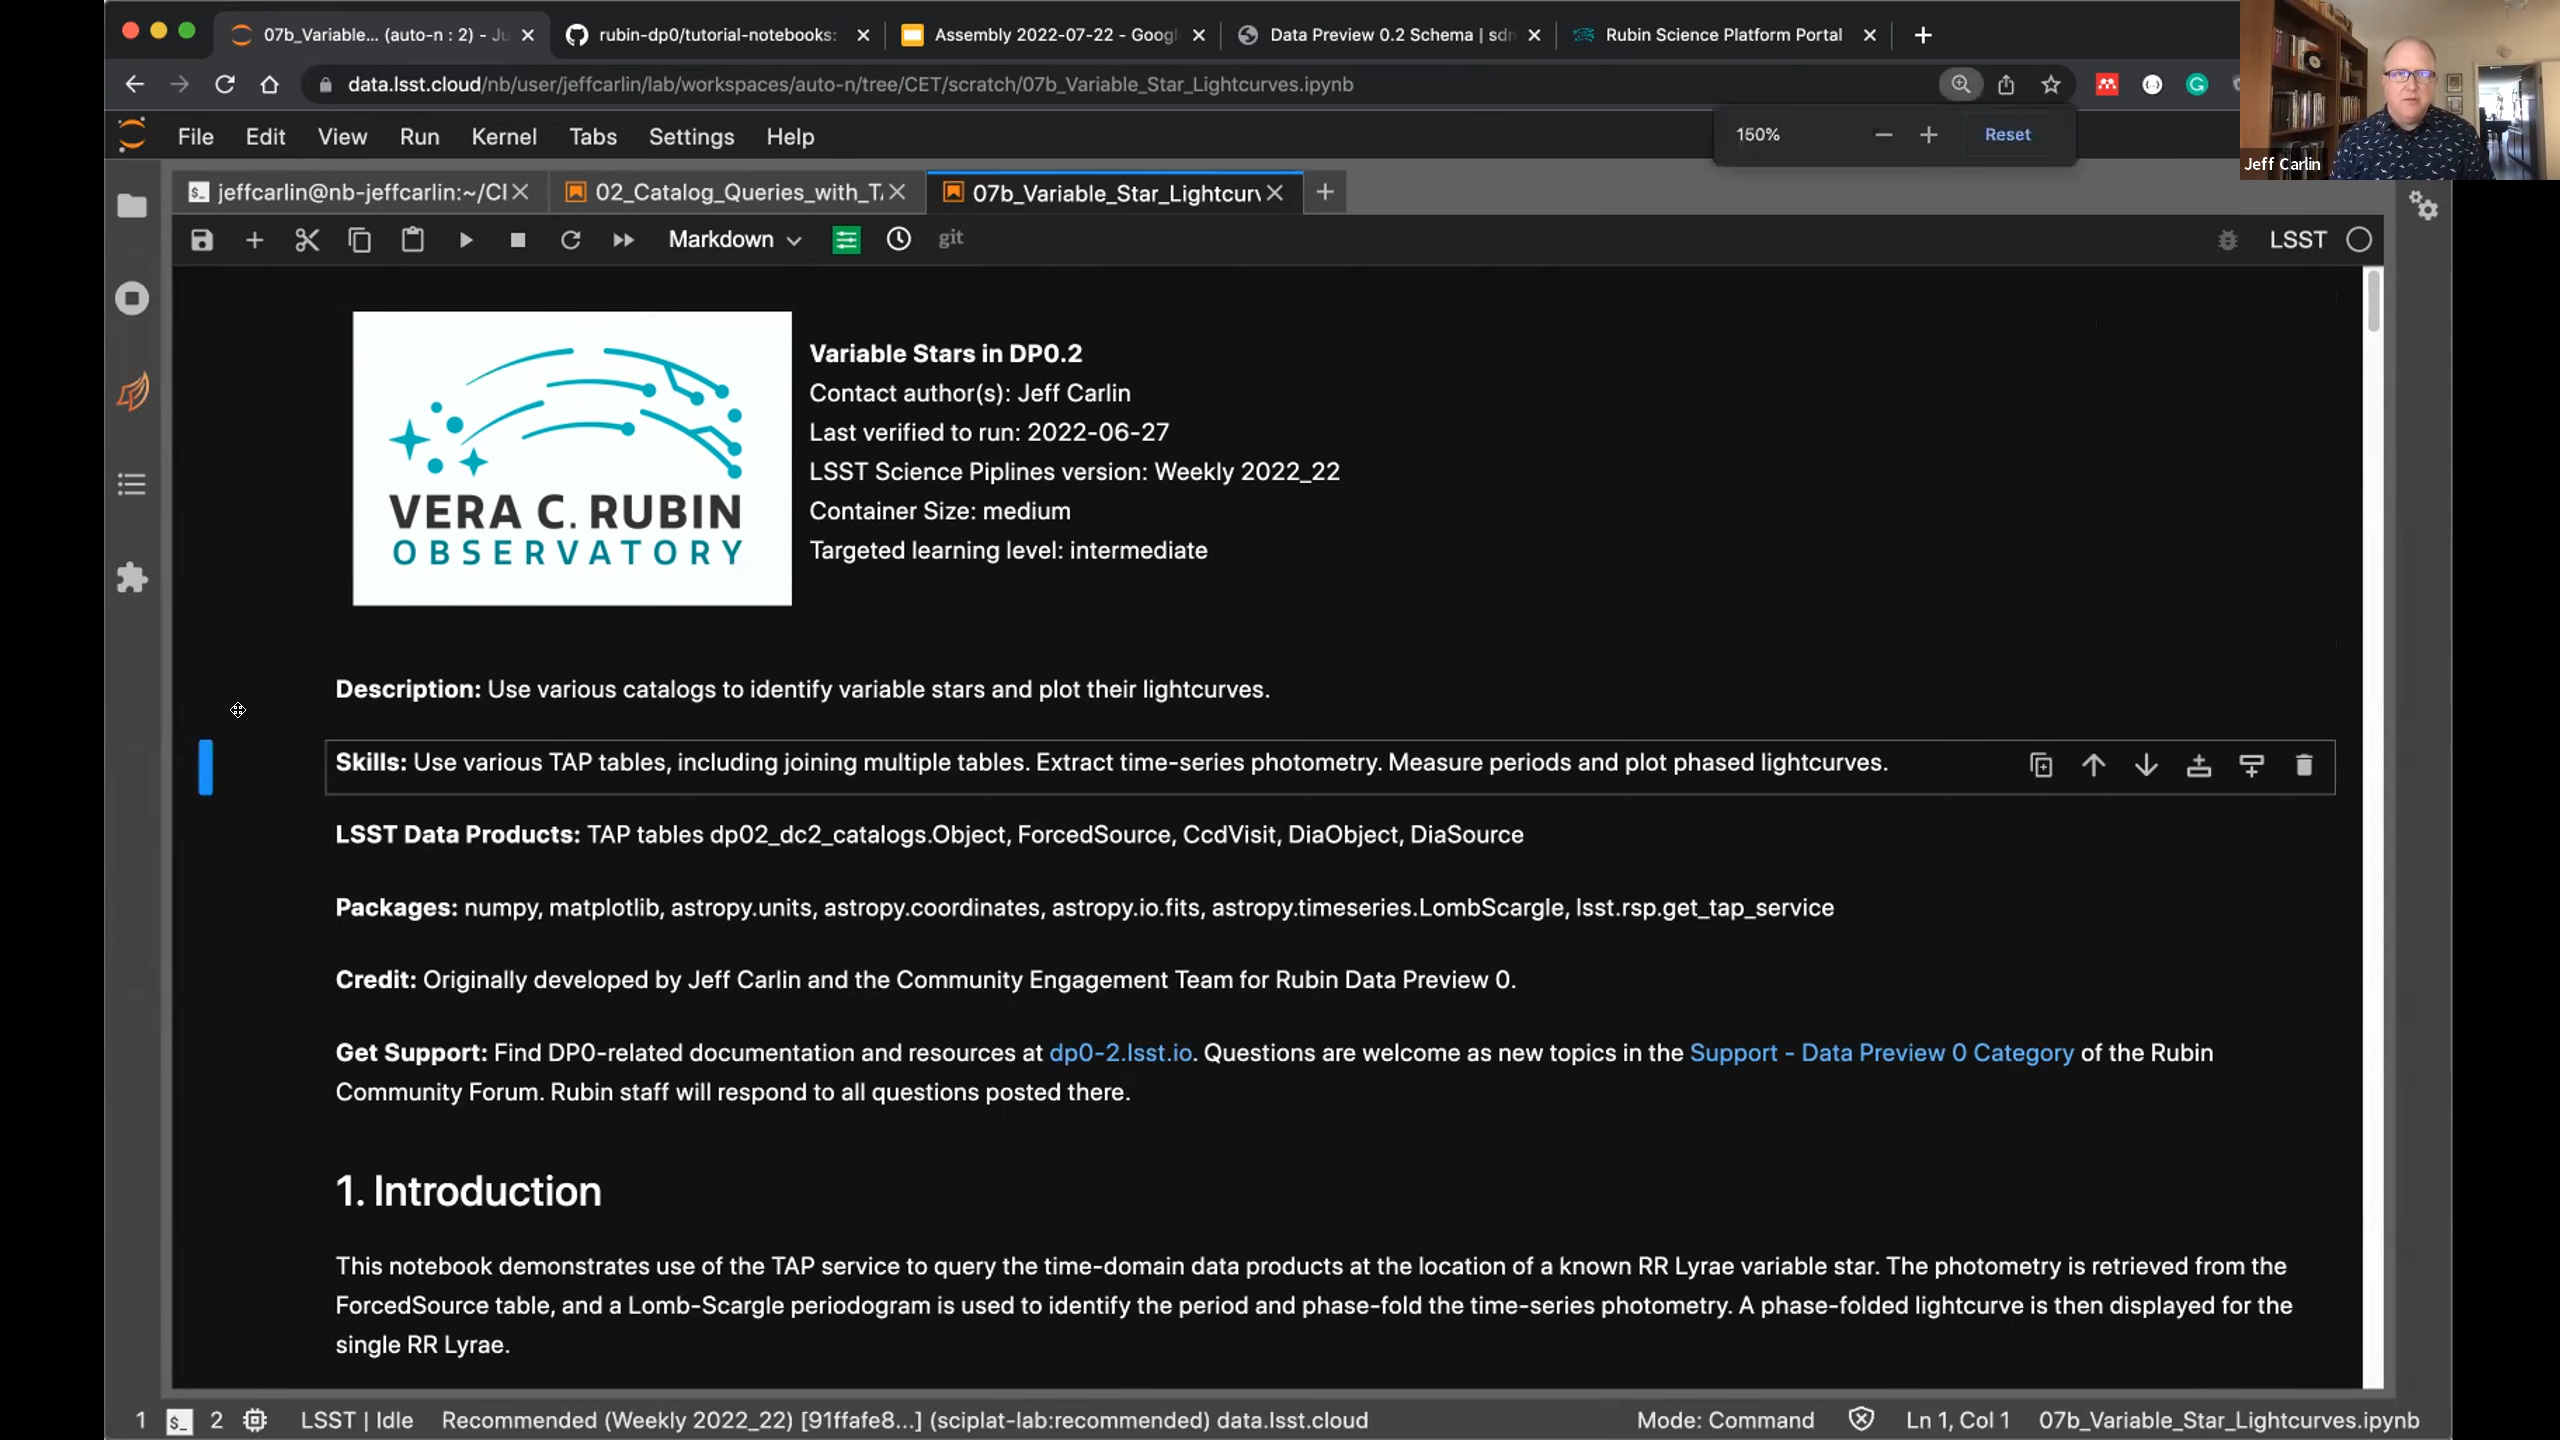 07b_Variable... (auto-n : 2) - Ju
rubin-dp0/tutorial-notebooks:
Assembly 2022-07-22 - Googl
Data Preview 0.2 Schema | sdm
Rubin Science Platform Portal
data.lsst.cloud/nb/user/jeffcarlin/lab/workspaces/auto-n/tree/CET/scratch/07b_Variable_Star_Lightcurves.ipynb
File Edit View Run Kernel Tabs Settings Help
150% Reset
Jeff Carlin
jeffcarlin@nb-jeffcarlin:~/CI
02_Catalog_Queries_with_TA
07b_Variable_Star_Lightcurv
Markdown git LSST
VERA C. RUBIN
OBSERVATORY
Variable Stars in DP0.2
Contact author(s): Jeff Carlin
Last verified to run: 2022-06-27
LSST Science Piplines version: Weekly 2022_22
Container Size: medium
Targeted learning level: intermediate
Description: Use various catalogs to identify variable stars and plot their lightcurves.
Skills: Use various TAP tables, including joining multiple tables. Extract time-series photometry. Measure periods and plot phased lightcurves.
LSST Data Products: TAP tables dp02_dc2_catalogs.Object, ForcedSource, CcdVisit, DiaObject, DiaSource
Packages: numpy, matplotlib, astropy.units, astropy.coordinates, astropy.io.fits, astropy.timeseries.LombScargle, lsst.rsp.get_tap_service
Credit: Originally developed by Jeff Carlin and the Community Engagement Team for Rubin Data Preview 0.
Get Support: Find DP0-related documentation and resources at dp0-2.lsst.io. Questions are welcome as new topics in the Support - Data Preview 0 Category of the Rubin
Community Forum. Rubin staff will respond to all questions posted there.
1. Introduction
This notebook demonstrates use of the TAP service to query the time-domain data products at the location of a known RR Lyrae variable star. The photometry is retrieved from the
ForcedSource table, and a Lomb-Scargle periodogram is used to identify the period and phase-fold the time-series photometry. A phase-folded lightcurve is then displayed for the
single RR Lyrae.
1 $_ 2 LSST | Idle Recommended (Weekly 2022_22) [91ffafe8...] (sciplat-lab:recommended) data.lsst.cloud Mode: Command Ln 1, Col 1 07b_Variable_Star_Lightcurves.ipynb